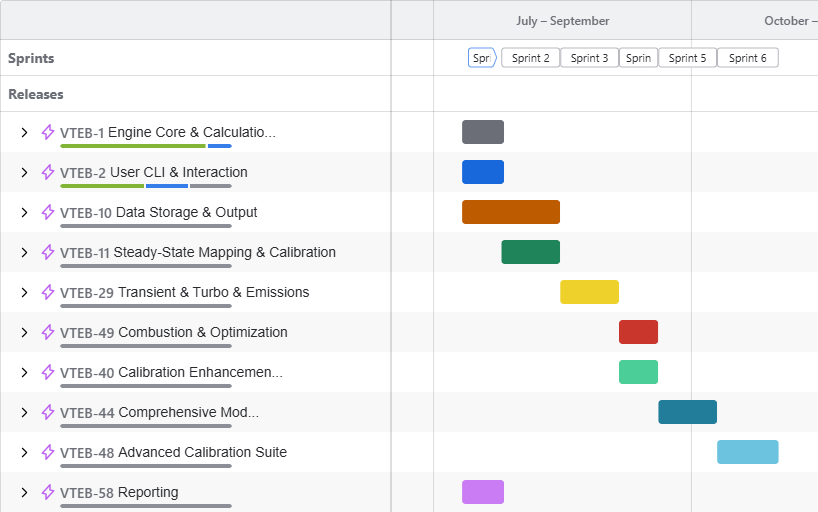 July – September October –
Sprints Spri Sprint 2 Sprint 3 Sprin Sprint 5 Sprint 6
Releases
VTEB-1 Engine Core & Calculatio...
VTEB-2 User CLI & Interaction
VTEB-10 Data Storage & Output
VTEB-11 Steady-State Mapping & Calibration
VTEB-29 Transient & Turbo & Emissions
VTEB-49 Combustion & Optimization
VTEB-40 Calibration Enhancemen...
VTEB-44 Comprehensive Mod...
VTEB-48 Advanced Calibration Suite
VTEB-58 Reporting